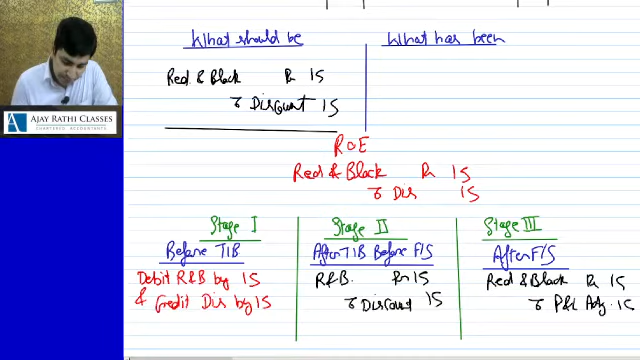 What should be
What has been
Red & Black Dr 15
To Discount 15
AJAY RATHI CLASSES
CHARTERED ACCOUNTANTS
ROE
Red & Black Dr 15
To Dis 15
Stage I
Before T/B
Debit R&B by 15
& Credit Dis by 15
Stage II
After T/B Before F/S
R&B. Dr 15
To Discount 15
Stage III
After F/S
Red & Black Dr 15
To P&L Adj. 15